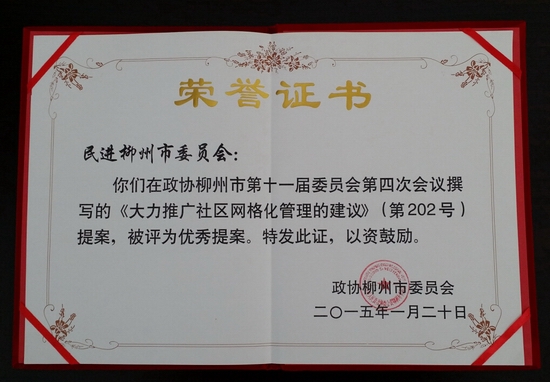 荣誉证书
民进柳州市委员会：
你们在政协柳州市第十一届委员会第四次会议撰
写的《大力推广社区网格化管理的建议》（第202号）
提案，被评为优秀提案。特发此证，以资鼓励。
政协柳州市委员会
二〇一五年一月二十日